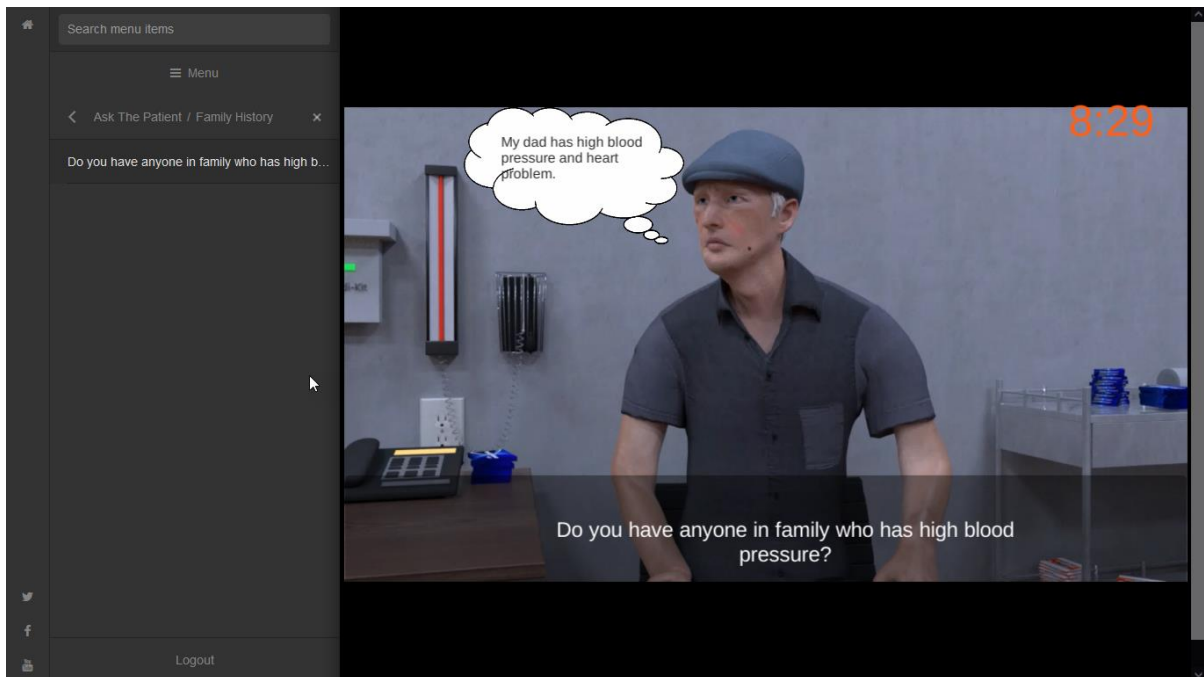 Search menu items
Menu
Ask The Patient / Family History
Do you have anyone in family who has high b...
Logout
My dad has high blood
pressure and heart
problem.
8:29
Do you have anyone in family who has high blood
pressure?